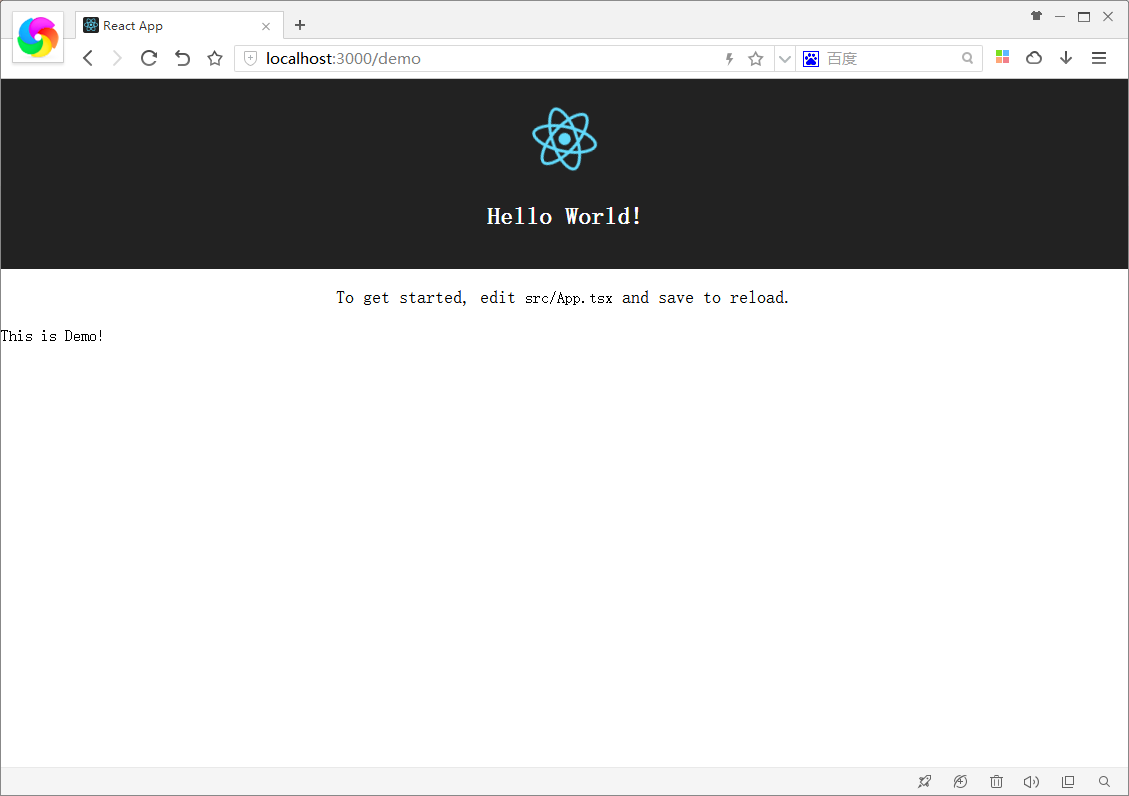 React App
localhost:3000/demo
百度
Hello World!
To get started, edit src/App.tsx and save to reload.
This is Demo!